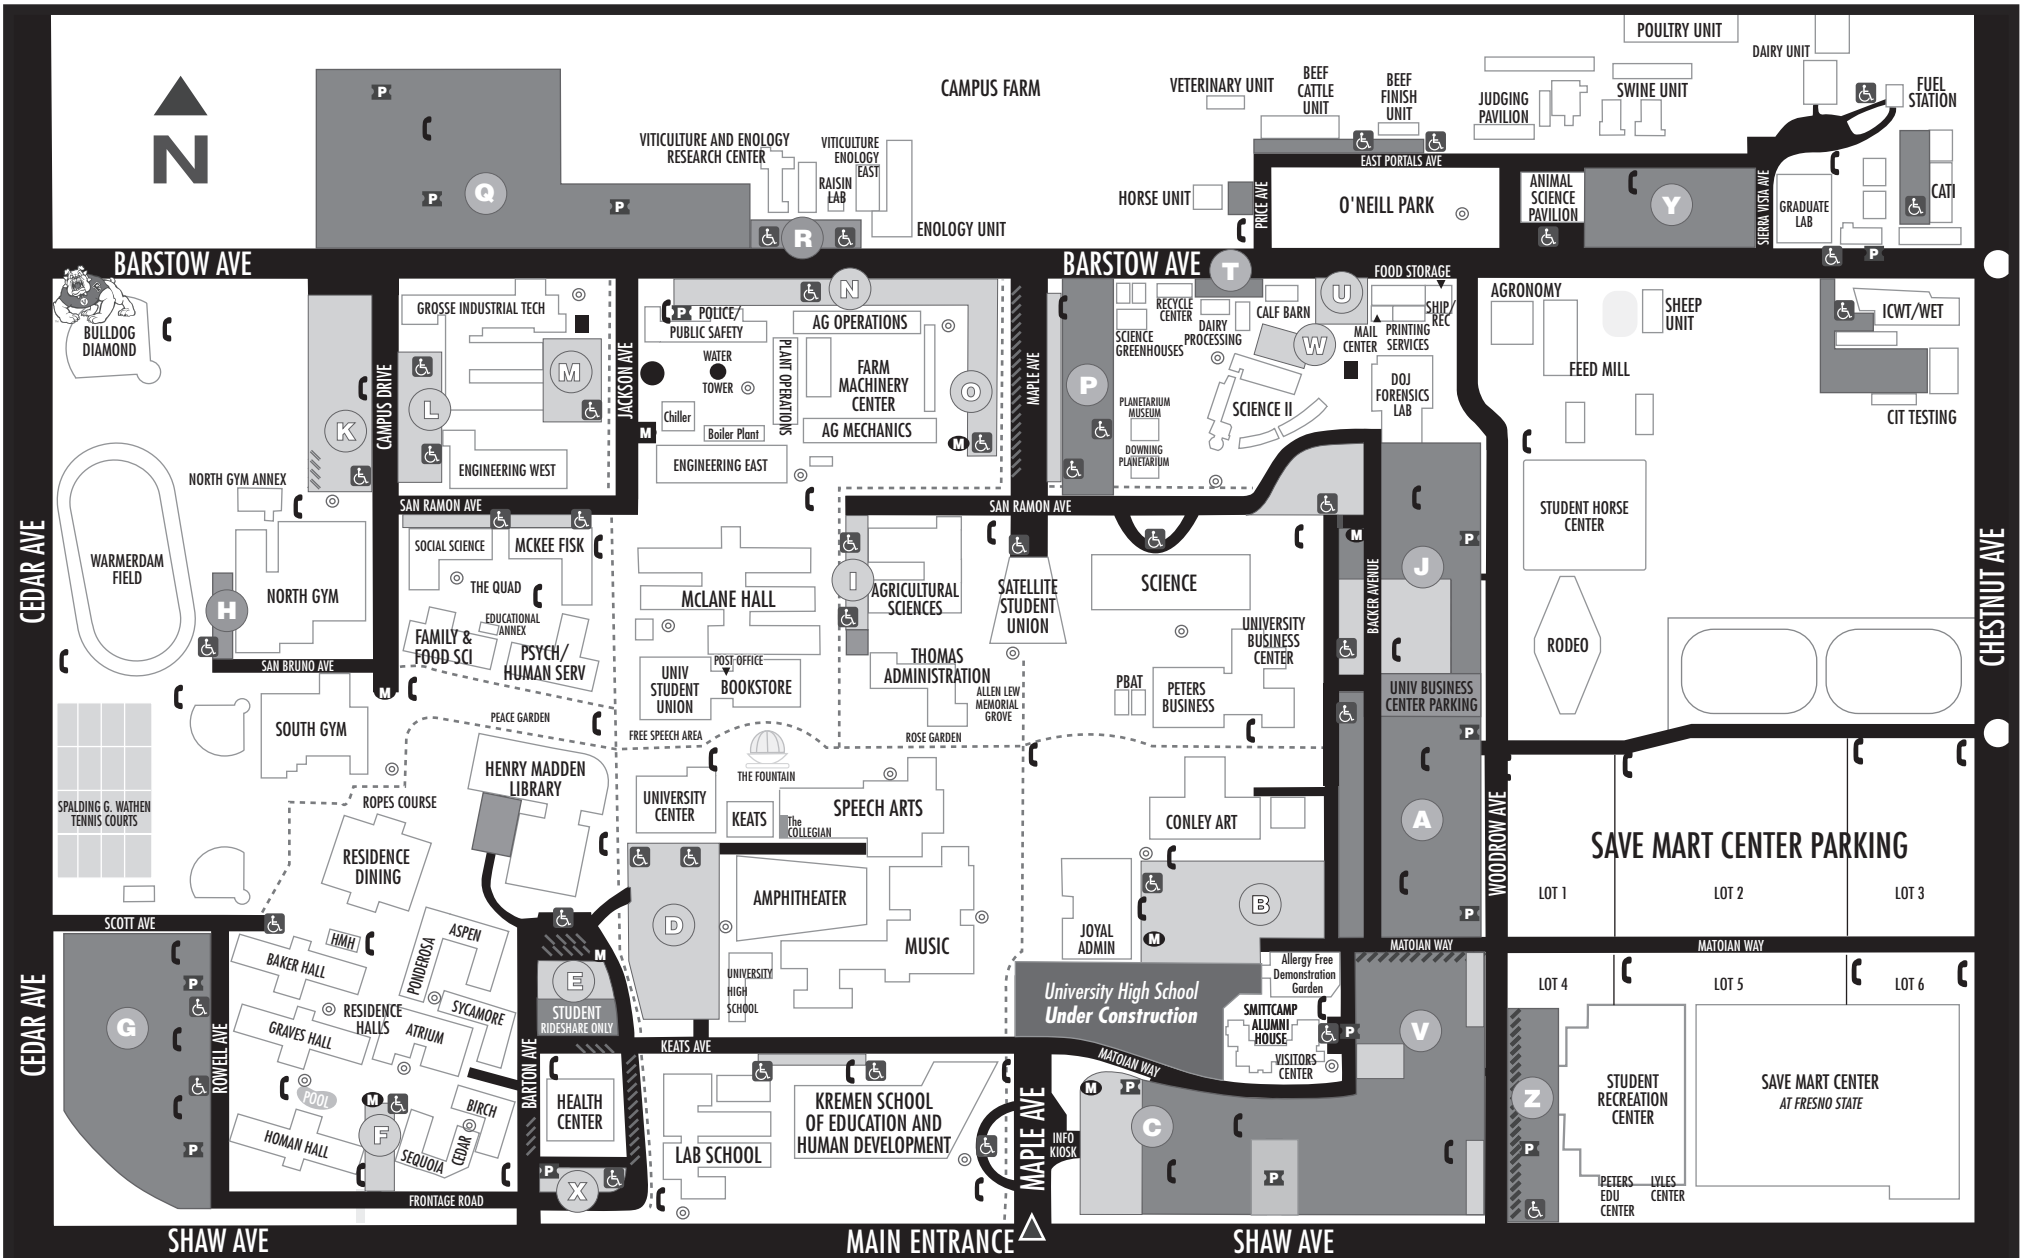 POULTRY UNIT
DAIRY UNIT
CAMPUS FARM
VETERINARY UNIT
BEEF
CATTLE
UNIT
BEEF
FINISH
UNIT
JUDGING
PAVILION
SWINE UNIT
FUEL
STATION
P
N
VITICULTURE AND ENOLOGY
RESEARCH CENTER
VITICULTURE
ENOLOGY
EAST
RAISIN
LAB
ENOLOGY UNIT
P
Q
P
R
HORSE UNIT
PRICE AVE
EAST PORTALS AVE
O'NEILL PARK
ANIMAL
SCIENCE
PAVILION
Y
SIERRA VISTA AVE
GRADUATE
LAB
CATI
P
BARSTOW AVE
BARSTOW AVE
T
FOOD STORAGE
BULLDOG
DIAMOND
GROSSE INDUSTRIAL TECH
P
POLICE/
PUBLIC SAFETY
N
AG OPERATIONS
RECYCLE
CENTER
SCIENCE
GREENHOUSES
DAIRY
PROCESSING
CALF BARN
U
SHIP/
REC
MAIL
CENTER
PRINTING
SERVICES
AGRONOMY
SHEEP
UNIT
FEED MILL
ICWT/WET
CIT TESTING
K
CAMPUS DRIVE
L
M
JACKSON AVE
WATER
TOWER
PLANT OPERATIONS
FARM
MACHINERY
CENTER
O
MAPLE AVE
P
W
PLANETARIUM
MUSEUM
DOWNING
PLANETARIUM
SCIENCE II
DOJ
FORENSICS
LAB
Chiller
Boiler Plant
AG MECHANICS
M
M
ENGINEERING WEST
ENGINEERING EAST
NORTH GYM ANNEX
SAN RAMON AVE
SAN RAMON AVE
CEDAR AVE
WARMERDAM
FIELD
H
NORTH GYM
SAN BRUNO AVE
M
SOCIAL SCIENCE
MCKEE FISK
THE QUAD
EDUCATIONAL
ANNEX
FAMILY &
FOOD SCI
PSYCH/
HUMAN SERV
McLANE HALL
I
AGRICULTURAL
SCIENCES
SATELLITE
STUDENT
UNION
SCIENCE
UNIVERSITY
BUSINESS
CENTER
M
BACKER AVENUE
J
P
STUDENT HORSE
CENTER
RODEO
CHESTNUT AVE
POST OFFICE
UNIV
STUDENT
UNION
BOOKSTORE
THOMAS
ADMINISTRATION
ALLEN LEW
MEMORIAL
GROVE
PBAT
PETERS
BUSINESS
UNIV BUSINESS
CENTER PARKING
P
SOUTH GYM
PEACE GARDEN
FREE SPEECH AREA
ROSE GARDEN
THE FOUNTAIN
HENRY MADDEN
LIBRARY
SPALDING G. WATHEN
TENNIS COURTS
ROPES COURSE
RESIDENCE
DINING
UNIVERSITY
CENTER
KEATS
The
COLLEGIAN
SPEECH ARTS
CONLEY ART
A
WOODROW AVE
SAVE MART CENTER PARKING
LOT 1
LOT 2
LOT 3
AMPHITHEATER
D
MUSIC
JOYAL
ADMIN
B
M
P
SCOTT AVE
MATOIAN WAY
MATOIAN WAY
CEDAR AVE
G
P
P
P
ROWELL AVE
HMH
BAKER HALL
PONDEROSA
ASPEN
SYCAMORE
RESIDENCE
HALLS
ATRIUM
GRAVES HALL
POOL
HOMAN HALL
M
F
SEQUOIA
CEDAR
BIRCH
M
E
STUDENT
RIDESHARE ONLY
BARTON AVE
HEALTH
CENTER
P
X
UNIVERSITY
HIGH
SCHOOL
KEATS AVE
University High School
Under Construction
Allergy Free
Demonstration
Garden
SMITTCAMP
ALUMNI
HOUSE
VISITORS
CENTER
P
V
MATOIAN WAY
LOT 4
LOT 5
LOT 6
LAB SCHOOL
KREMEN SCHOOL
OF EDUCATION AND
HUMAN DEVELOPMENT
MAPLE AVE
INFO
KIOSK
M
P
C
P
Z
P
STUDENT
RECREATION
CENTER
SAVE MART CENTER
AT FRESNO STATE
PETERS
EDU
CENTER
LYLES
CENTER
FRONTAGE ROAD
SHAW AVE
MAIN ENTRANCE
SHAW AVE